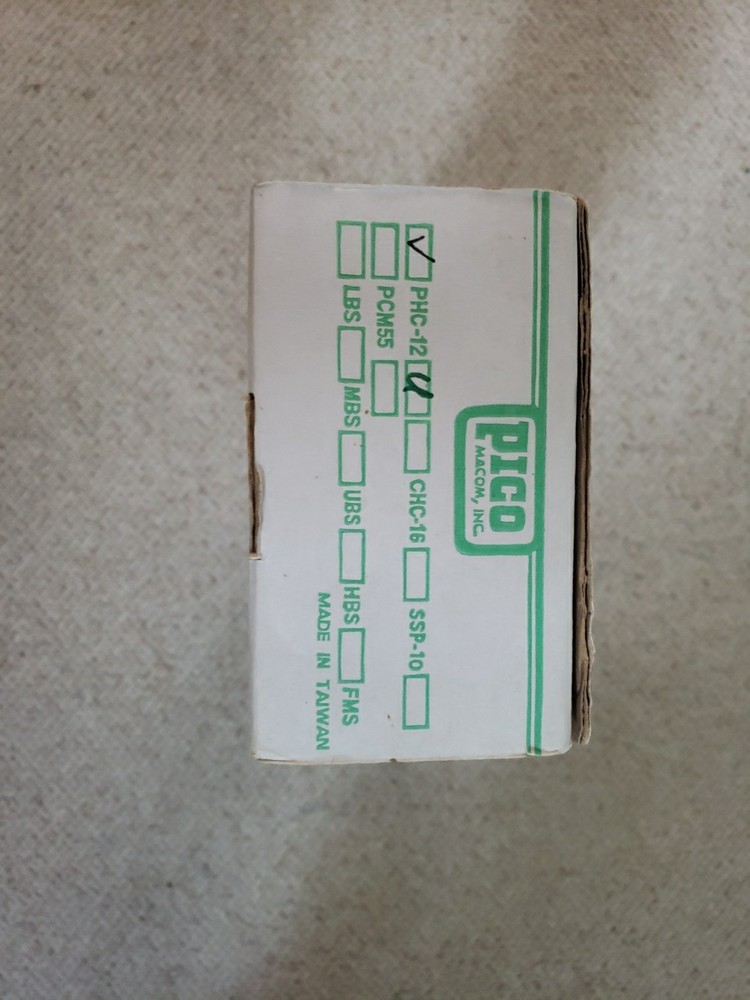 PICO
MACOM, INC.
✓ PHC-12 U CHC-16 SSP-10
PCM55
LBS MBS UBS HBS FMS
MADE IN TAIWAN